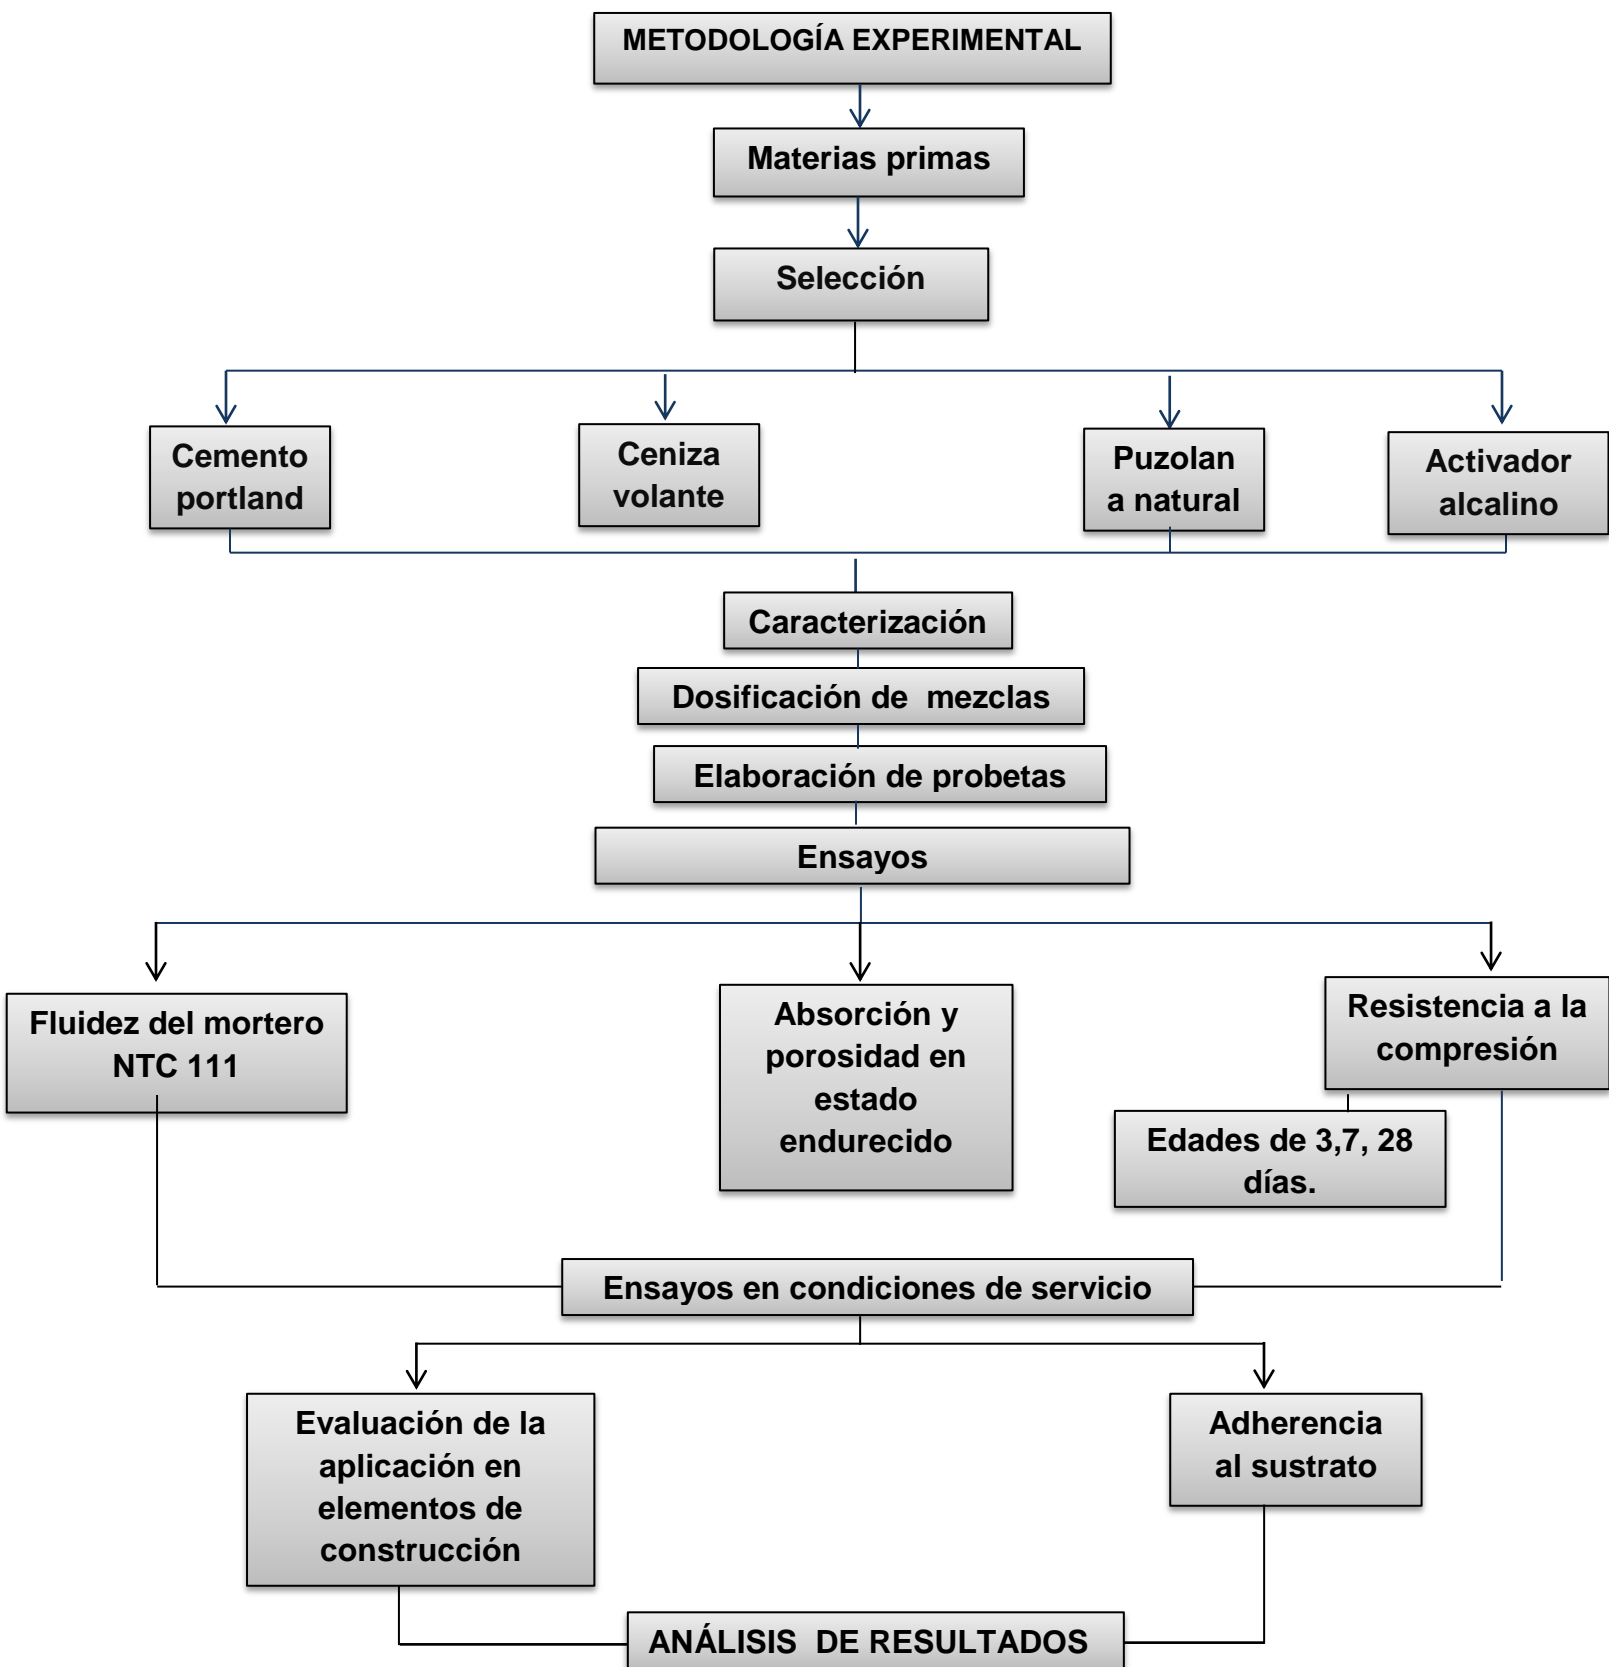 METODOLOGÍA EXPERIMENTAL
Materias primas
Selección
Cemento
portland
Ceniza
volante
Puzolan
a natural
Activador
alcalino
Caracterización
Dosificación de  mezclas
Elaboración de probetas
Ensayos
Fluidez del mortero
NTC 111
Absorción y
porosidad en
estado
endurecido
Resistencia a la
compresión
Edades de 3,7, 28
días.
Ensayos en condiciones de servicio
Evaluación de la
aplicación en
elementos de
construcción
Adherencia
al sustrato
ANÁLISIS  DE RESULTADOS